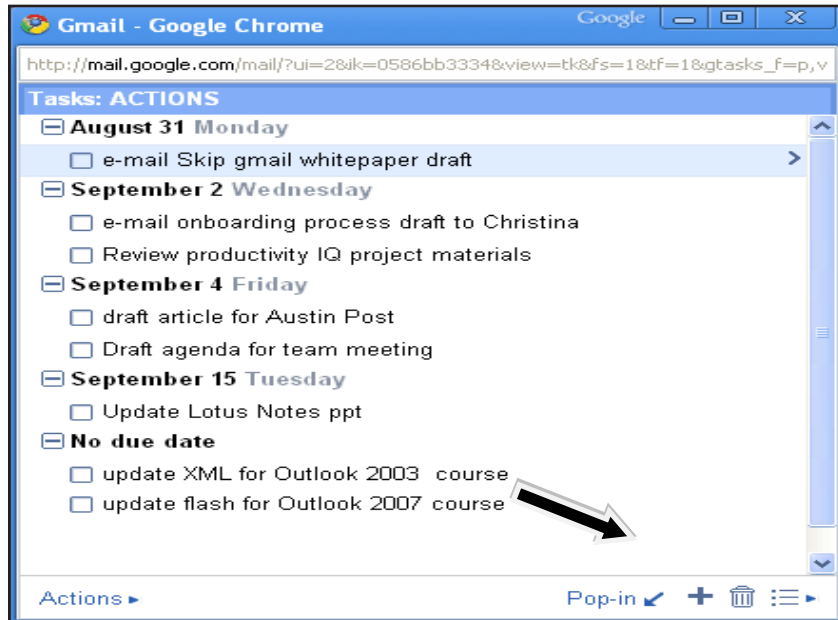 Gmail - Google Chrome
Google
http://mail.google.com/mail/?ui=2&ik=0586bb3334&view=tk&fs=1&tf=1&gtasks_f=p,v
Tasks: ACTIONS
August 31 Monday
e-mail Skip gmail whitepaper draft
September 2 Wednesday
e-mail onboarding process draft to Christina
Review productivity IQ project materials
September 4 Friday
draft article for Austin Post
Draft agenda for team meeting
September 15 Tuesday
Update Lotus Notes ppt
No due date
update XML for Outlook 2003  course
update flash for Outlook 2007 course
Actions
Pop-in